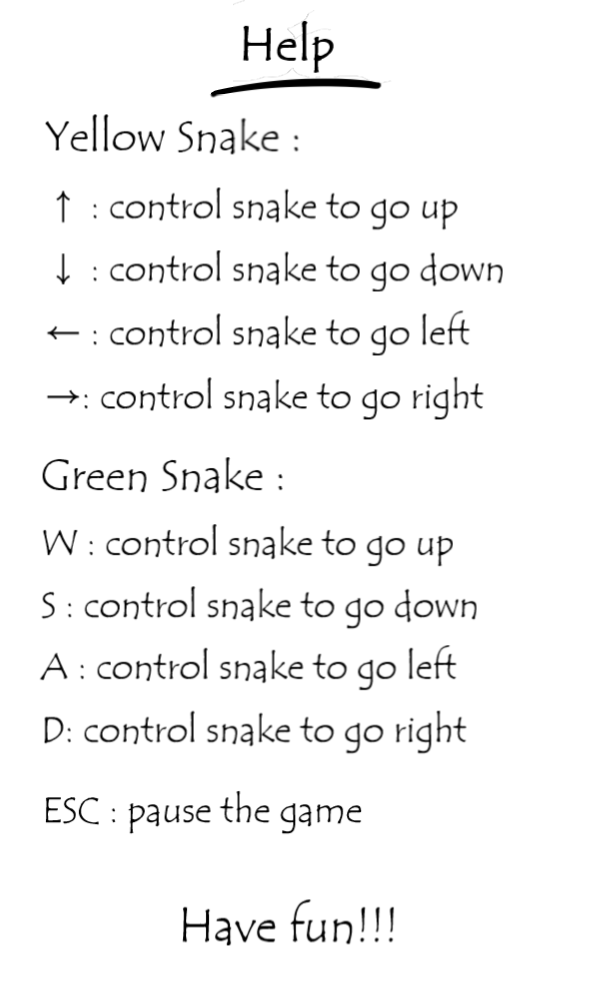 Help
Yellow Snake :
↑ : control snake to go up
↓ : control snake to go down
← : control snake to go left
→: control snake to go right
Green Snake :
W : control snake to go up
S : control snake to go down
A : control snake to go left
D: control snake to go right
ESC : pause the game
Have fun!!!